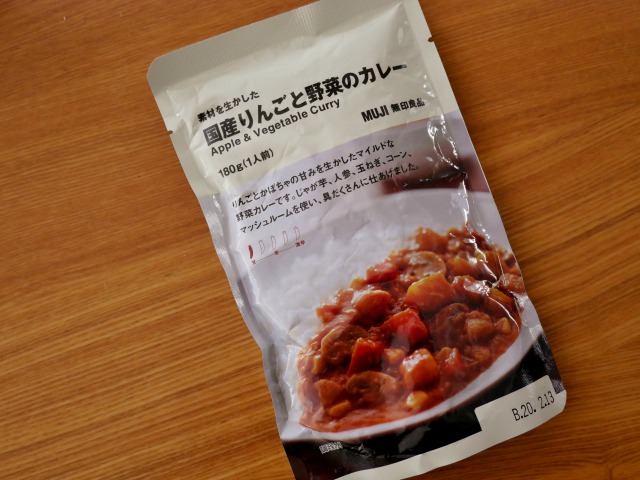 素材を生かした
国産りんごと野菜のカレー
Apple & Vegetable Curry
MUJI 無印良品
180g(1人前)
りんごとかぼちゃの甘みを生かしたマイルドな
野菜カレーです。じゃが芋、人参、玉ねぎ、コーン、
マッシュルームを使い、具だくさんに仕あげました。
B.20. 2.13